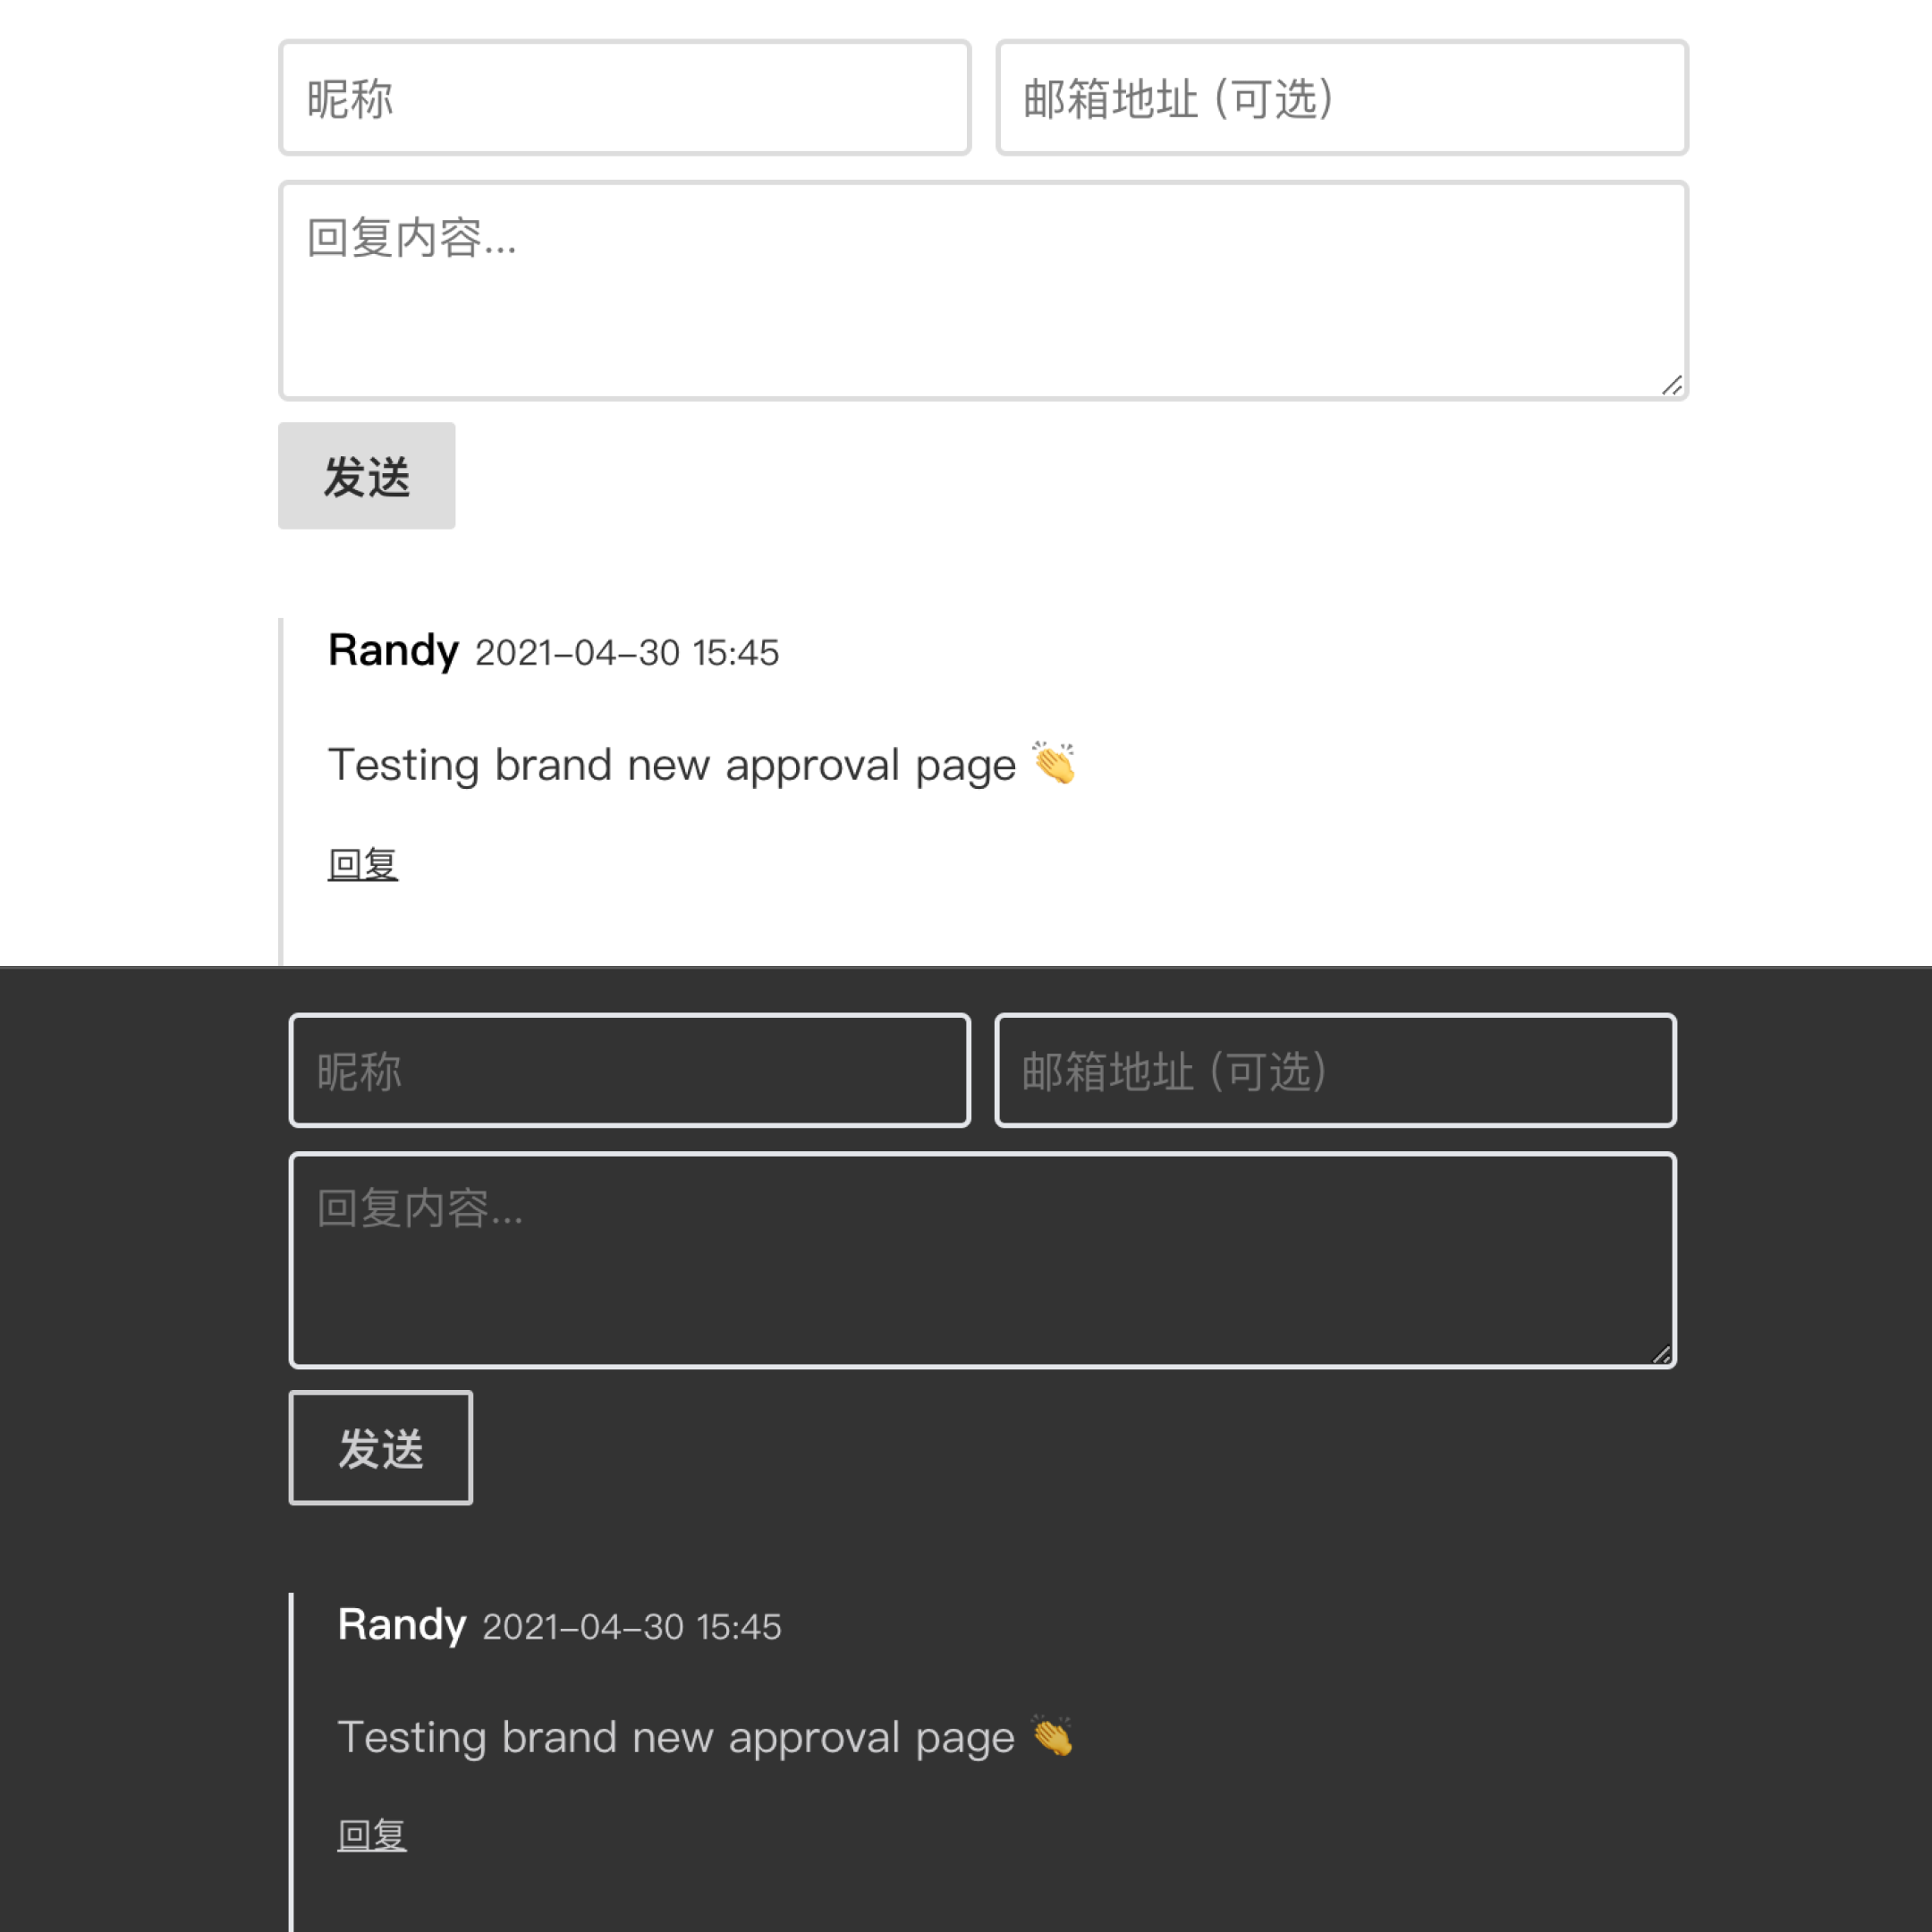 昵称
邮箱地址 (可选)
回复内容...
发送
Randy 2021-04-30 15:45
Testing brand new approval page 👏
回复
昵称
邮箱地址 (可选)
回复内容...
发送
Randy 2021-04-30 15:45
Testing brand new approval page 👏
回复